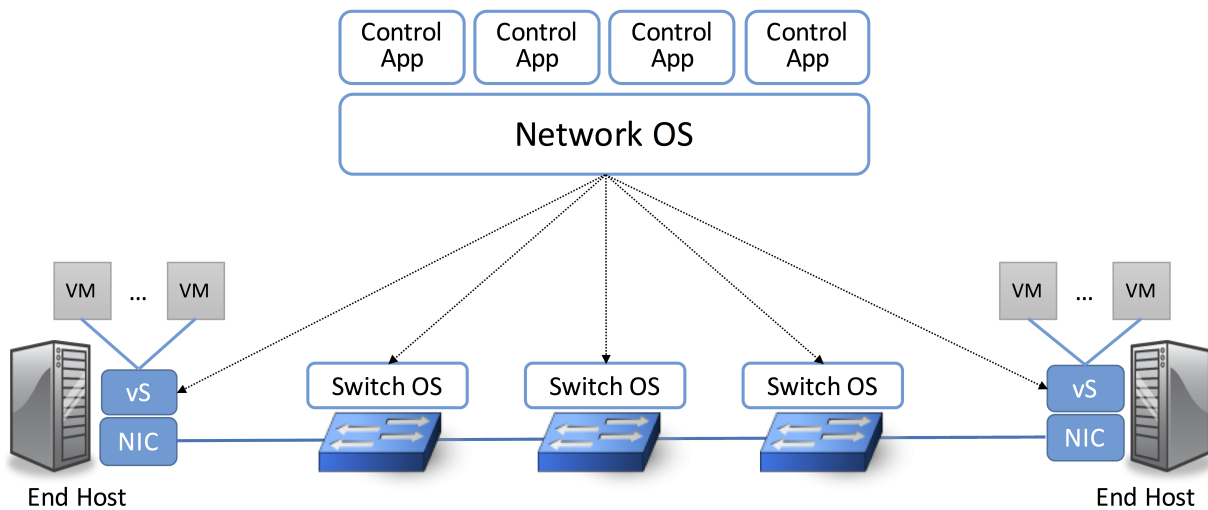 Control
App
Control
App
Control
App
Control
App
Network OS
VM
...
VM
VM
...
VM
vS
NIC
Switch OS
Switch OS
Switch OS
vS
NIC
End Host
End Host